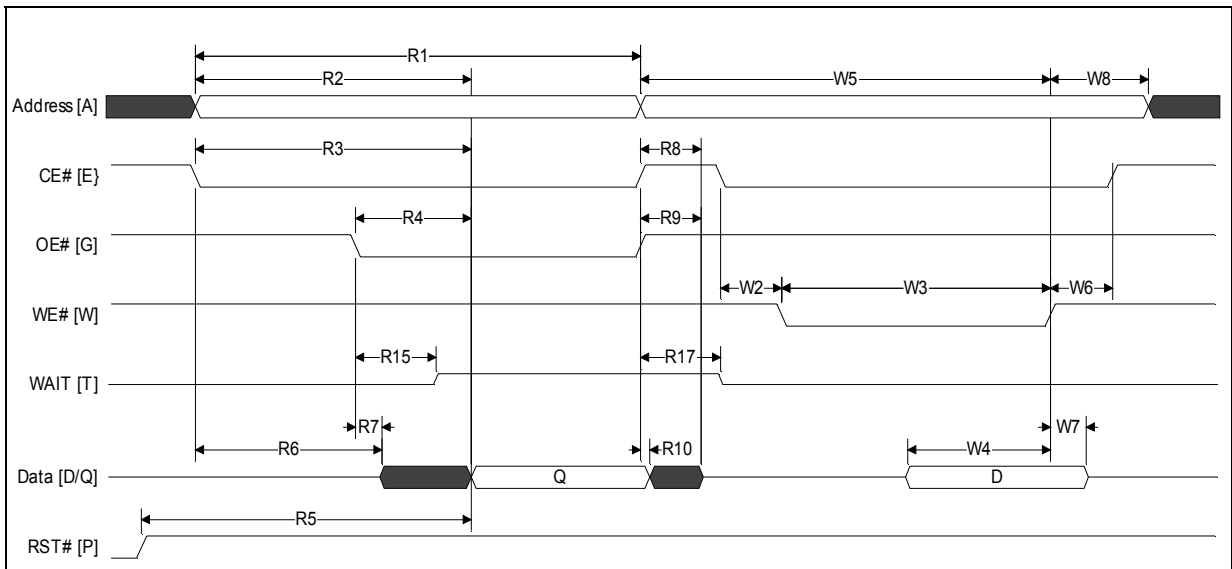 R1
R2
W5
W8
Address [A]
R3
R8
CE# [E}
R4
R9
OE# [G]
W2
W3
W6
WE# [W]
R15
R17
WAIT [T]
R7
W7
R6
R10
W4
Data [D/Q]
Q
D
R5
RST# [P]